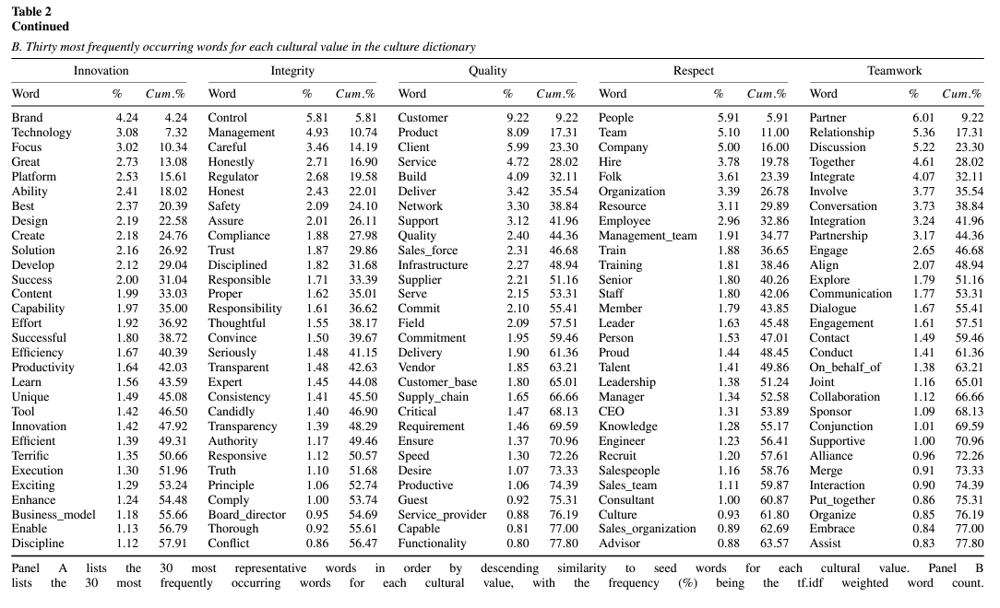 Table 2
Continued
B. Thirty most frequently occurring words for each cultural value in the culture dictionary
Innovation Integrity Quality Respect Teamwork
Word % Cum.% Word % Cum.% Word % Cum.% Word % Cum.% Word % Cum.%
Brand 4.24 4.24 Control 5.81 5.81 Customer 9.22 9.22 People 5.91 5.91 Partner 6.01 9.22
Technology 3.08 7.32 Management 4.93 10.74 Product 8.09 17.31 Team 5.10 11.00 Relationship 5.36 17.31
Focus 3.02 10.34 Careful 3.46 14.19 Client 5.99 23.30 Company 5.00 16.00 Discussion 5.22 23.30
Great 2.73 13.08 Honestly 2.71 16.90 Service 4.72 28.02 Hire 3.78 19.78 Together 4.61 28.02
Platform 2.53 15.61 Regulator 2.68 19.58 Build 4.09 32.11 Folk 3.61 23.39 Integrate 4.07 32.11
Ability 2.41 18.02 Honest 2.43 22.01 Deliver 3.42 35.54 Organization 3.39 26.78 Involve 3.77 35.54
Best 2.37 20.39 Safety 2.09 24.10 Network 3.30 38.84 Resource 3.11 29.89 Conversation 3.73 38.84
Design 2.19 22.58 Assure 2.01 26.11 Support 3.12 41.96 Employee 2.96 32.86 Integration 3.24 41.96
Create 2.18 24.76 Compliance 1.88 27.98 Quality 2.40 44.36 Management_team 1.91 34.77 Partnership 3.17 44.36
Solution 2.16 26.92 Trust 1.87 29.86 Sales_force 2.31 46.68 Train 1.88 36.65 Engage 2.65 46.68
Develop 2.12 29.04 Disciplined 1.82 31.68 Infrastructure 2.27 48.94 Training 1.81 38.46 Align 2.07 48.94
Success 2.00 31.04 Responsible 1.71 33.39 Supplier 2.21 51.16 Senior 1.80 40.26 Explore 1.79 51.16
Content 1.99 33.03 Proper 1.62 35.01 Serve 2.15 53.31 Staff 1.80 42.06 Communication 1.77 53.31
Capability 1.97 35.00 Responsibility 1.61 36.62 Commit 2.10 55.41 Member 1.79 43.85 Dialogue 1.67 55.41
Effort 1.92 36.92 Thoughtful 1.55 38.17 Field 2.09 57.51 Leader 1.63 45.48 Engagement 1.61 57.51
Successful 1.80 38.72 Convince 1.50 39.67 Commitment 1.95 59.46 Person 1.53 47.01 Contact 1.49 59.46
Efficiency 1.67 40.39 Seriously 1.48 41.15 Delivery 1.90 61.36 Proud 1.44 48.45 Conduct 1.41 61.36
Productivity 1.64 42.03 Transparent 1.48 42.63 Vendor 1.85 63.21 Talent 1.41 49.86 On_behalf_of 1.38 63.21
Learn 1.56 43.59 Expert 1.45 44.08 Customer_base 1.80 65.01 Leadership 1.38 51.24 Joint 1.16 65.01
Unique 1.49 45.08 Consistency 1.41 45.50 Supply_chain 1.65 66.66 Manager 1.34 52.58 Collaboration 1.12 66.66
Tool 1.42 46.50 Candidly 1.40 46.90 Critical 1.47 68.13 CEO 1.31 53.89 Sponsor 1.09 68.13
Innovation 1.42 47.92 Transparency 1.39 48.29 Requirement 1.46 69.59 Knowledge 1.28 55.17 Conjunction 1.01 69.59
Efficient 1.39 49.31 Authority 1.17 49.46 Ensure 1.37 70.96 Engineer 1.23 56.41 Supportive 1.00 70.96
Terrific 1.35 50.66 Responsive 1.12 50.57 Speed 1.30 72.26 Recruit 1.20 57.61 Alliance 0.96 72.26
Execution 1.30 51.96 Truth 1.10 51.68 Desire 1.07 73.33 Salespeople 1.16 58.76 Merge 0.91 73.33
Exciting 1.29 53.24 Principle 1.06 52.74 Productive 1.06 74.39 Sales_team 1.11 59.87 Interaction 0.90 74.39
Enhance 1.24 54.48 Comply 1.00 53.74 Guest 0.92 75.31 Consultant 1.00 60.87 Put_together 0.86 75.31
Business_model 1.18 55.66 Board_director 0.95 54.69 Service_provider 0.88 76.19 Culture 0.93 61.80 Organize 0.85 76.19
Enable 1.13 56.79 Thorough 0.92 55.61 Capable 0.81 77.00 Sales_organization 0.89 62.69 Embrace 0.84 77.00
Discipline 1.12 57.91 Conflict 0.86 56.47 Functionality 0.80 77.80 Advisor 0.88 63.57 Assist 0.83 77.80
Panel A lists the 30 most representative words in order by descending similarity to seed words for each cultural value. Panel B
lists the 30 most frequently occurring words for each cultural value, with the frequency (%) being the tf.idf weighted word count.